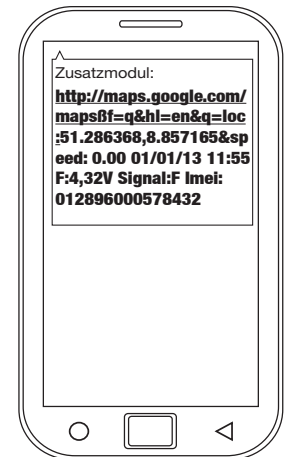 Zusatzmodul:
http://maps.google.com/
mapsßf=q&hl=en&q=loc
:51.286368,8.857165&sp
eed: 0.00 01/01/13 11:55
F:4,32V Signal:F Imei:
012896000578432